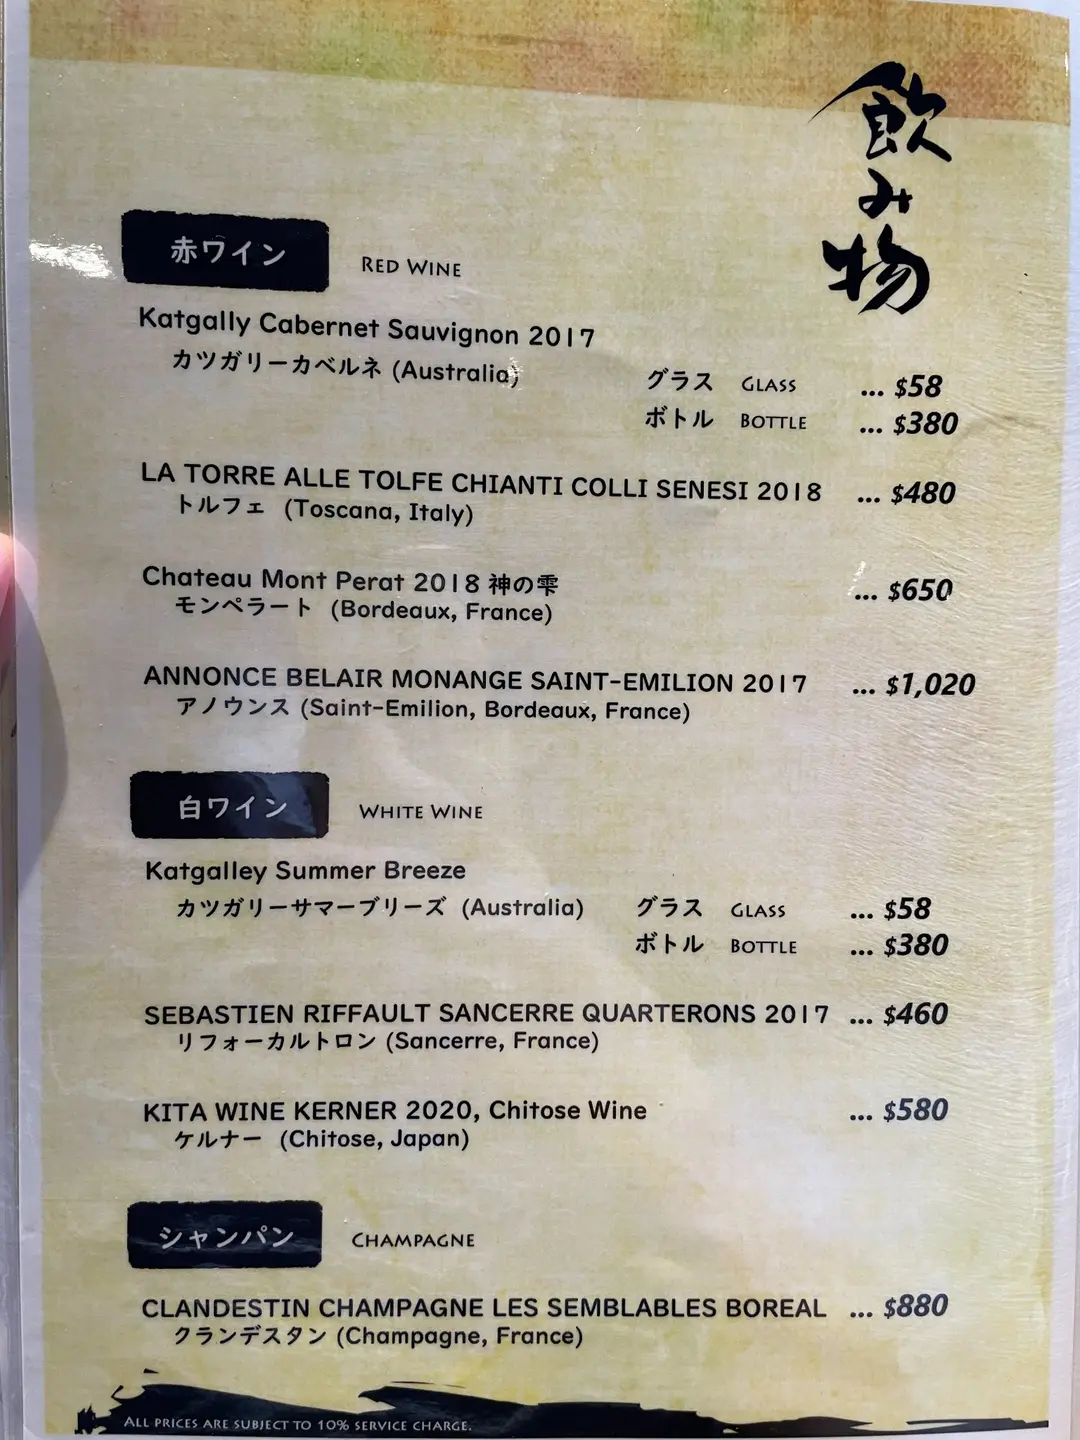 飲み物
赤ワイン RED WINE
Katgally Cabernet Sauvignon 2017
カツガリーカベルネ (Australia)
グラス GLASS ... $58
ボトル BOTTLE ... $380
LA TORRE ALLE TOLFE CHIANTI COLLI SENESI 2018 ... $480
トルフェ (Toscana, Italy)
Chateau Mont Perat 2018 神の雫 ... $650
モンペラート (Bordeaux, France)
ANNONCE BELAIR MONANGE SAINT-EMILION 2017 ... $1,020
アノウンス (Saint-Emilion, Bordeaux, France)
白ワイン WHITE WINE
Katgalley Summer Breeze
カツガリーサマーブリーズ (Australia) グラス GLASS ... $58
ボトル BOTTLE ... $380
SEBASTIEN RIFFAULT SANCERRE QUARTERONS 2017 ... $460
リフォーカルトロン (Sancerre, France)
KITA WINE KERNER 2020, Chitose Wine ... $580
ケルナー (Chitose, Japan)
シャンパン CHAMPAGNE
CLANDESTIN CHAMPAGNE LES SEMBLABLES BOREAL ... $880
クランデスタン (Champagne, France)
ALL PRICES ARE SUBJECT TO 10% SERVICE CHARGE.